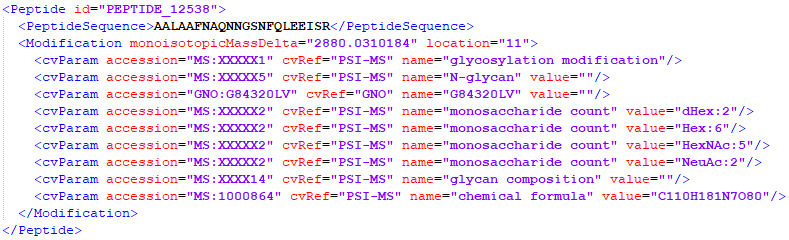 <Peptide id="PEPTIDE_12538">
<PeptideSequence>AALAAFNAQNNGSNFQLEEISR</PeptideSequence>
<Modification monoisotopicMassDelta="2880.0310184" location="11">
<cvParam accession="MS:XXXXX1" cvRef="PSI-MS" name="glycosylation modification"/>
<cvParam accession="MS:XXXXX5" cvRef="PSI-MS" name="N-glycan" value=""/>
<cvParam accession="GNO:G84320LV" cvRef="GNO" name="G84320LV" value=""/>
<cvParam accession="MS:XXXXX2" cvRef="PSI-MS" name="monosaccharide count" value="dHex:2"/>
<cvParam accession="MS:XXXXX2" cvRef="PSI-MS" name="monosaccharide count" value="Hex:6"/>
<cvParam accession="MS:XXXXX2" cvRef="PSI-MS" name="monosaccharide count" value="HexNAc:5"/>
<cvParam accession="MS:XXXXX2" cvRef="PSI-MS" name="monosaccharide count" value="NeuAc:2"/>
<cvParam accession="MS:XXXX14" cvRef="PSI-MS" name="glycan composition" value=""/>
<cvParam accession="MS:1000864" cvRef="PSI-MS" name="chemical formula" value="C110H181N7O80"/>
</Modification>
</Peptide>